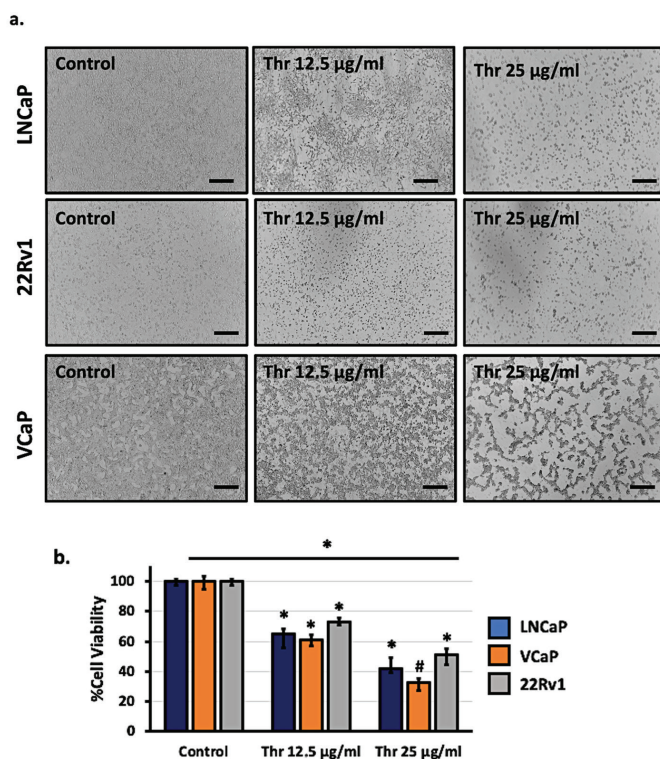 a.
LNCaP
Control
Thr 12.5 µg/ml
Thr 25 µg/ml
22Rv1
Control
Thr 12.5 µg/ml
Thr 25 µg/ml
VCaP
Control
Thr 12.5 µg/ml
Thr 25 µg/ml
b.
*
%Cell Viability
100
80
60
40
20
0
* * *
* # *
Control
Thr 12.5 µg/ml
Thr 25 µg/ml
LNCaP
VCaP
22Rv1